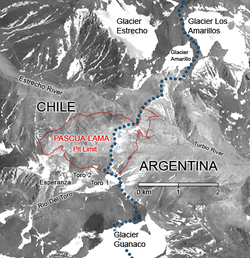 Glacier
Estrecho
Glacier Los
Amarillos
Glacier
Amarillo
Estrecho River
CHILE
Turbio River
PASCUA-LAMA
Pit Limit
ARGENTINA
Toro 2
Esperanza
Toro 1
0 km 1 2
Rio Del Toro
Glacier
Guanaco